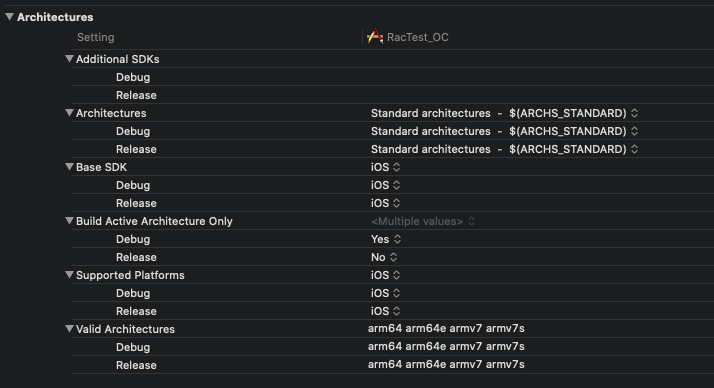 Architectures
Setting RacTest_OC
Additional SDKs
Debug
Release
Architectures Standard architectures - $(ARCHS_STANDARD)
Debug Standard architectures - $(ARCHS_STANDARD)
Release Standard architectures - $(ARCHS_STANDARD)
Base SDK iOS
Debug iOS
Release iOS
Build Active Architecture Only <Multiple values>
Debug Yes
Release No
Supported Platforms iOS
Debug iOS
Release iOS
Valid Architectures arm64 arm64e armv7 armv7s
Debug arm64 arm64e armv7 armv7s
Release arm64 arm64e armv7 armv7s